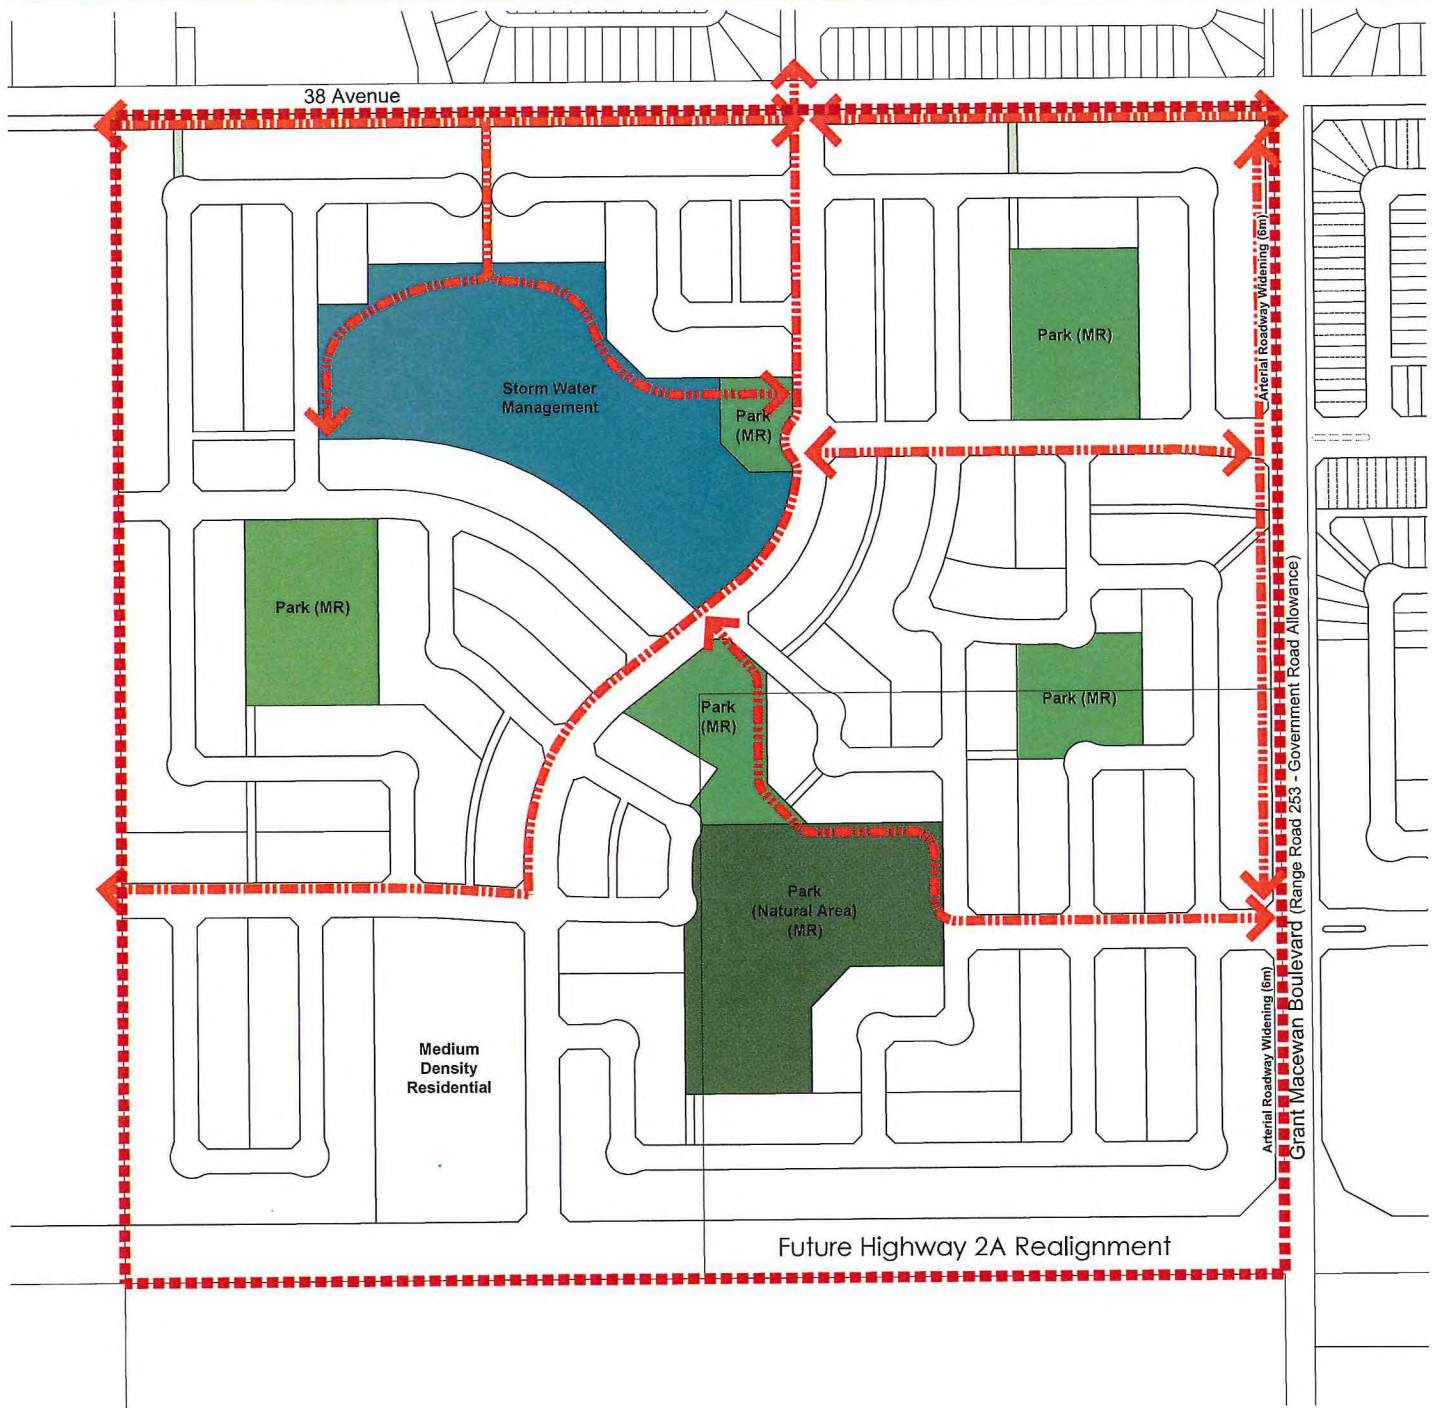 38 Avenue
Park (MR)
Arterial Roadway Widening (6m)
Storm Water
Management
Park
(MR)
Park (MR)
Park
(MR)
Park (MR)
Grant Macewan Boulevard (Range Road 253 - Government Road Allowance)
Park
(Natural Area)
(MR)
Arterial Roadway Widening (6m)
Medium
Density
Residential
Future Highway 2A Realignment